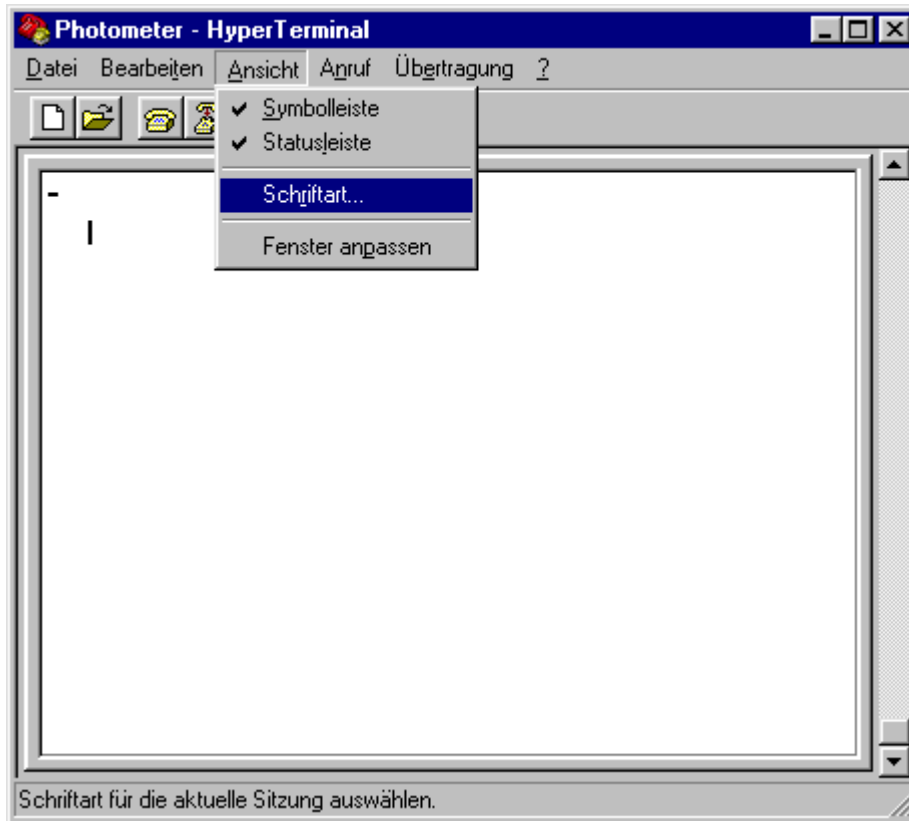 Photometer - HyperTerminal
Datei Bearbeiten Ansicht Anruf Übertragung ?
Symbolleiste
Statusleiste
Schriftart...
Fenster anpassen
Schriftart für die aktuelle Sitzung auswählen.